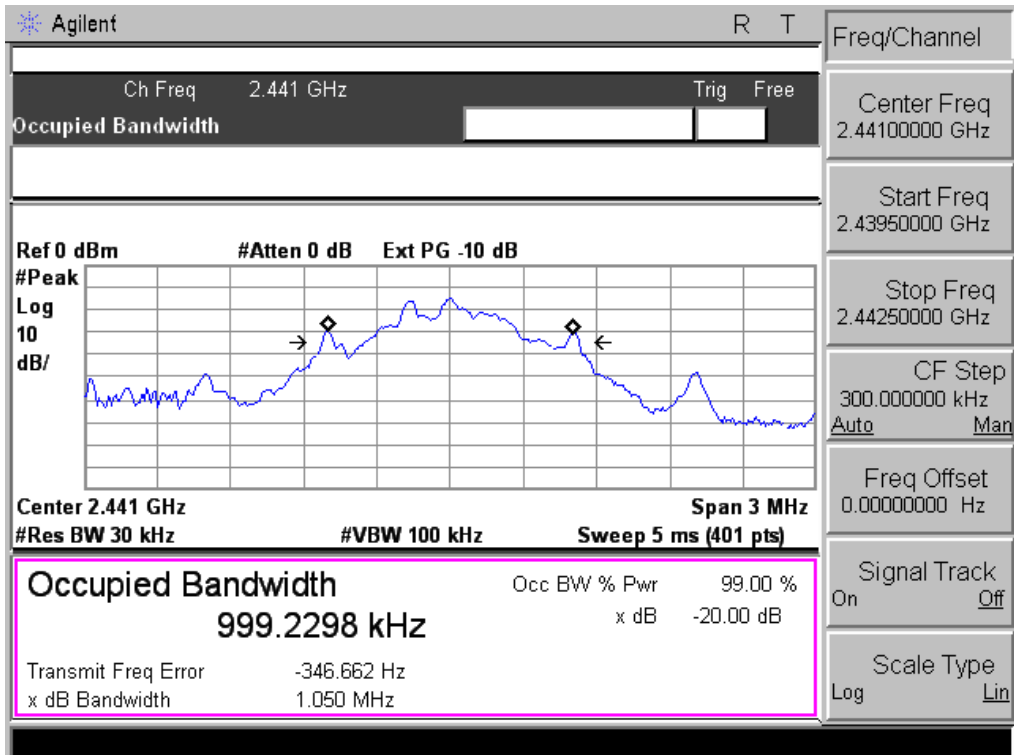 Agilent R T
Ch Freq 2.441 GHz Trig Free
Occupied Bandwidth
Ref 0 dBm #Atten 0 dB Ext PG -10 dB
#Peak
Log
10
dB/
Center 2.441 GHz Span 3 MHz
#Res BW 30 kHz #VBW 100 kHz Sweep 5 ms (401 pts)
Occupied Bandwidth Occ BW % Pwr 99.00 %
999.2298 kHz x dB -20.00 dB
Transmit Freq Error -346.662 Hz
x dB Bandwidth 1.050 MHz
Freq/Channel
Center Freq
2.44100000 GHz
Start Freq
2.43950000 GHz
Stop Freq
2.44250000 GHz
CF Step
300.000000 kHz
Auto Man
Freq Offset
0.00000000 Hz
Signal Track
On Off
Scale Type
Log Lin